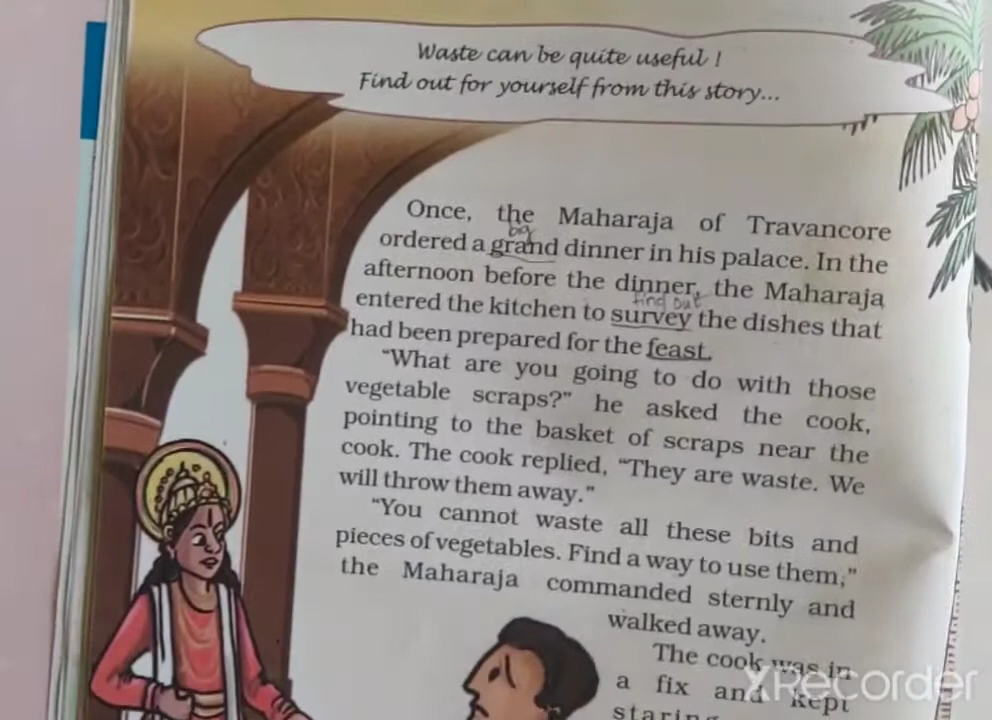 Waste can be quite useful !
Find out for yourself from this story...
Once, the Maharaja of Travancore
big
ordered a grand dinner in his palace. In the
afternoon before the dinner, the Maharaja
find out
entered the kitchen to survey the dishes that
had been prepared for the feast.
“What are you going to do with those
vegetable scraps?” he asked the cook,
pointing to the basket of scraps near the
cook. The cook replied, “They are waste. We
will throw them away.”
“You cannot waste all these bits and
pieces of vegetables. Find a way to use them,”
the Maharaja commanded sternly and
walked away.
The cook was in
a fix and kept
staring
XRecorder